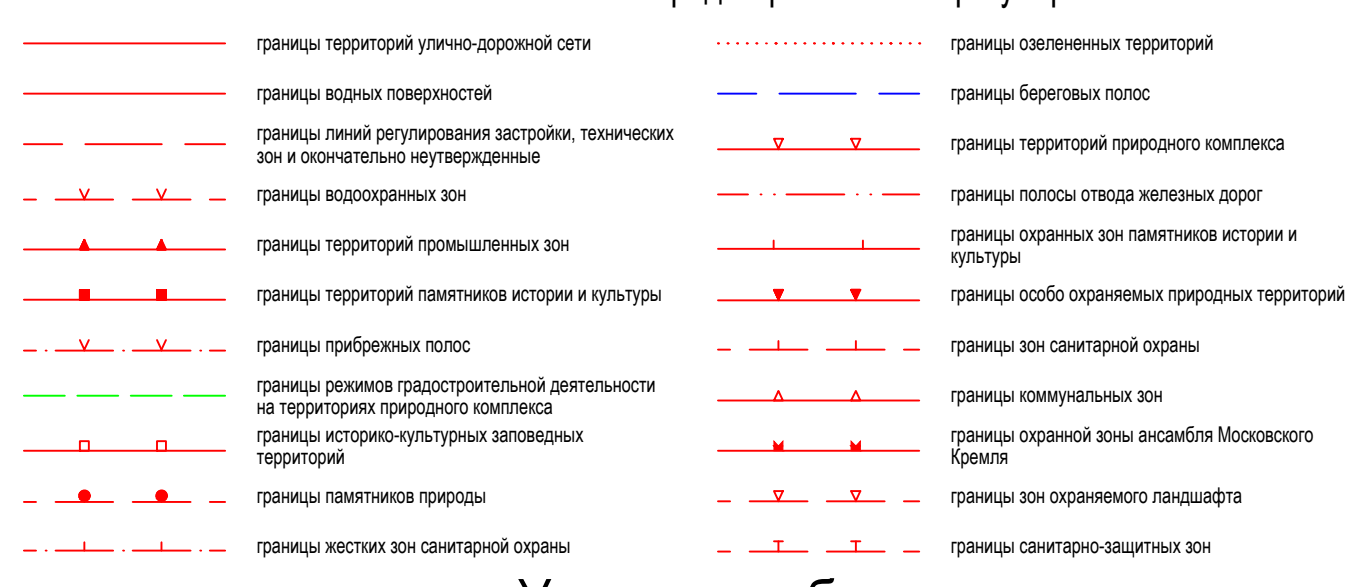 границы территорий улично-дорожной сети
границы водных поверхностей
границы линий регулирования застройки, технических
зон и окончательно неутвержденные
границы водоохранных зон
границы территорий промышленных зон
границы территорий памятников истории и культуры
границы прибрежных полос
границы режимов градостроительной деятельности
на территориях природного комплекса
границы историко-культурных заповедных
территорий
границы памятников природы
границы жестких зон санитарной охраны
границы озелененных территорий
границы береговых полос
границы территорий природного комплекса
границы полосы отвода железных дорог
границы охранных зон памятников истории и
культуры
границы особо охраняемых природных территорий
границы зон санитарной охраны
границы коммунальных зон
границы охранной зоны ансамбля Московского
Кремля
границы зон охраняемого ландшафта
границы санитарно-защитных зон